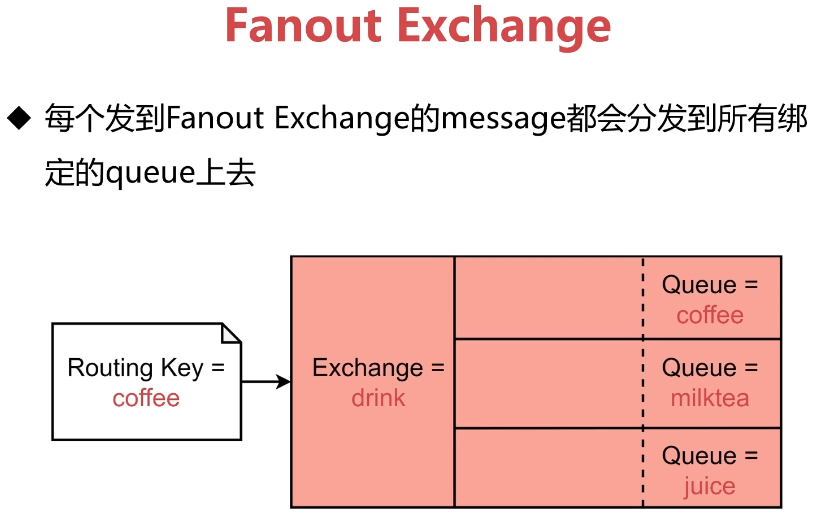 Fanout Exchange
◆ 每个发到Fanout Exchange的message都会分发到所有绑
定的queue上去
Routing Key =
coffee
Exchange =
drink
Queue =
coffee
Queue =
milktea
Queue =
juice